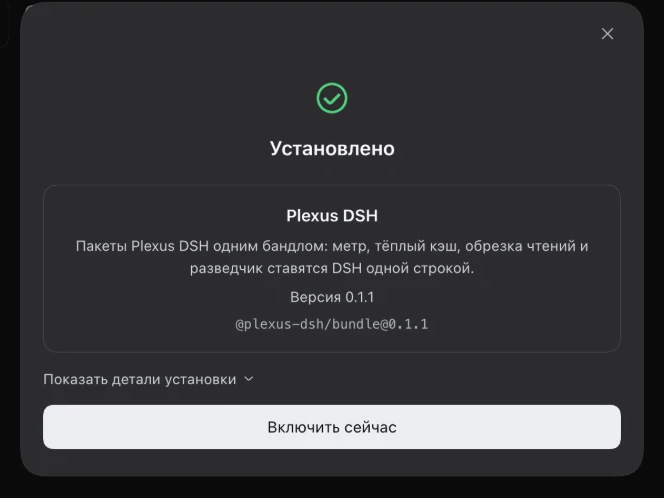 Установлено
Plexus DSH
Пакеты Plexus DSH одним бандлом: метр, тёплый кэш, обрезка чтений и
разведчик ставятся DSH одной строкой.
Версия 0.1.1
@plexus-dsh/bundle@0.1.1
Показать детали установки
Включить сейчас